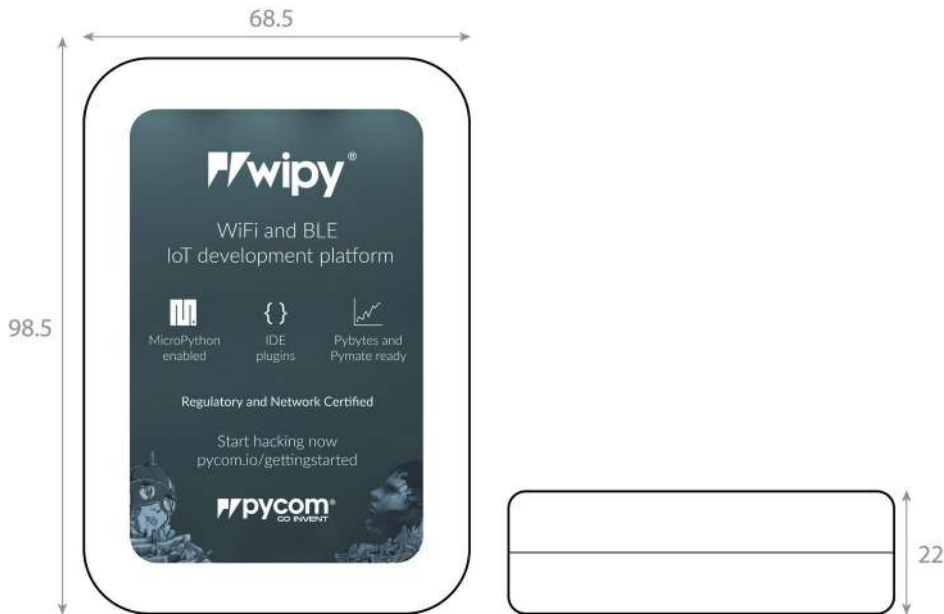 68.5
98.5
wipy®
WiFi and BLE
IoT development platform
{ }
MicroPython
enabled
IDE
plugins
Pybytes and
Pymate ready
Regulatory and Network Certified
Start hacking now
pycom.io/gettingstarted
pycom®
GO INVENT
22